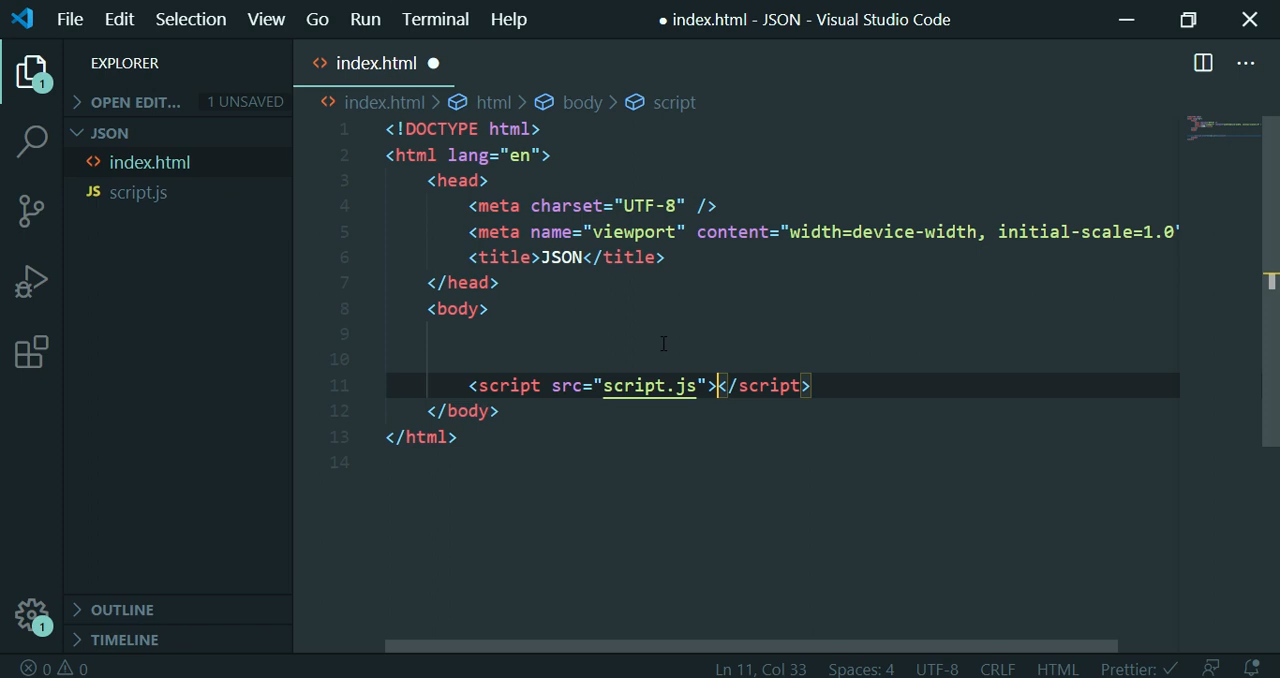 File Edit Selection View Go Run Terminal Help ● index.html - JSON - Visual Studio Code
EXPLORER
OPEN EDIT... 1 UNSAVED
JSON
index.html
JS script.js
OUTLINE
TIMELINE
1
1
<> index.html ●
<> index.html > html > body > script
1 <!DOCTYPE html>
2 <html lang="en">
3 <head>
4 <meta charset="UTF-8" />
5 <meta name="viewport" content="width=device-width, initial-scale=1.0"
6 <title>JSON</title>
7 </head>
8 <body>
9
10
11 <script src="script.js"></script>
12 </body>
13 </html>
14
0 0 Ln 11, Col 33 Spaces: 4 UTF-8 CRLF HTML Prettier: ✓